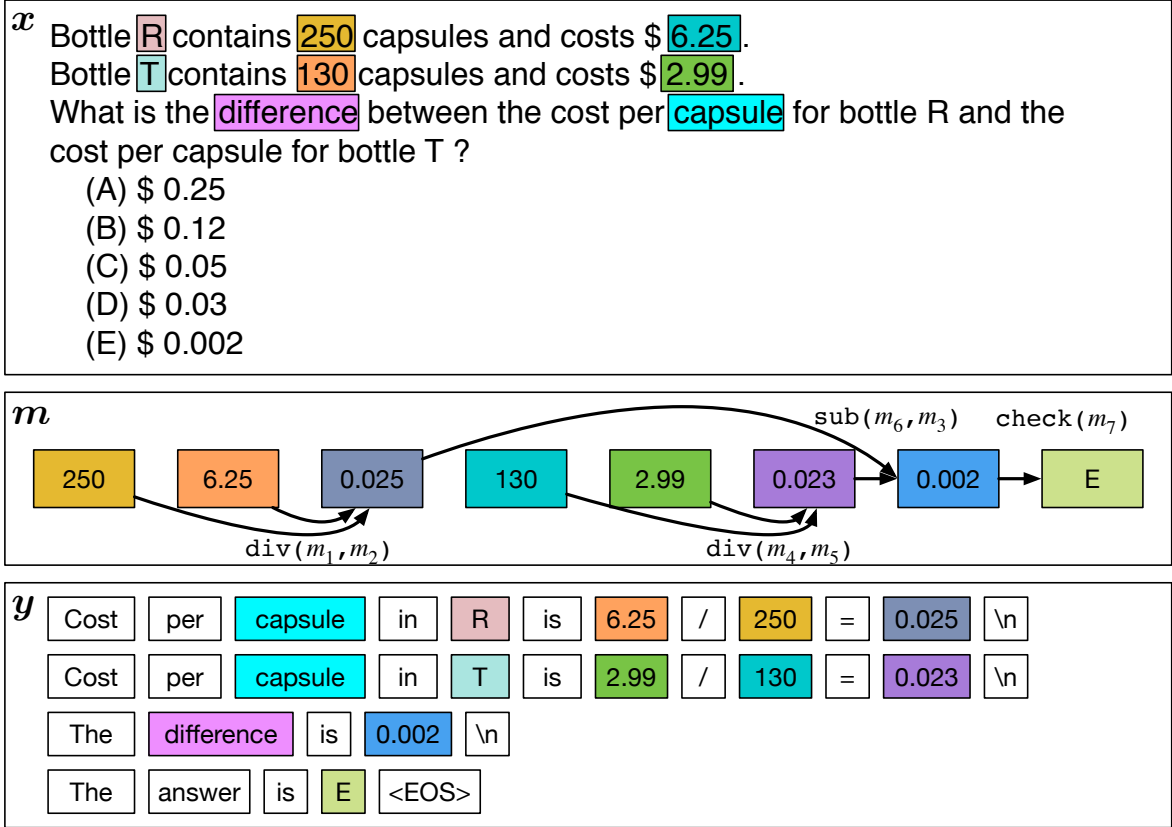 x
Bottle R contains 250 capsules and costs $ 6.25 .
Bottle T contains 130 capsules and costs $ 2.99 .
What is the difference between the cost per capsule for bottle R and the
cost per capsule for bottle T ?
(A) $ 0.25
(B) $ 0.12
(C) $ 0.05
(D) $ 0.03
(E) $ 0.002
m
sub(m6,m3) check(m7)
250 6.25 0.025 130 2.99 0.023 0.002 E
div(m1,m2) div(m4,m5)
y
Cost per capsule in R is 6.25 / 250 = 0.025 \n
Cost per capsule in T is 2.99 / 130 = 0.023 \n
The difference is 0.002 \n
The answer is E <EOS>